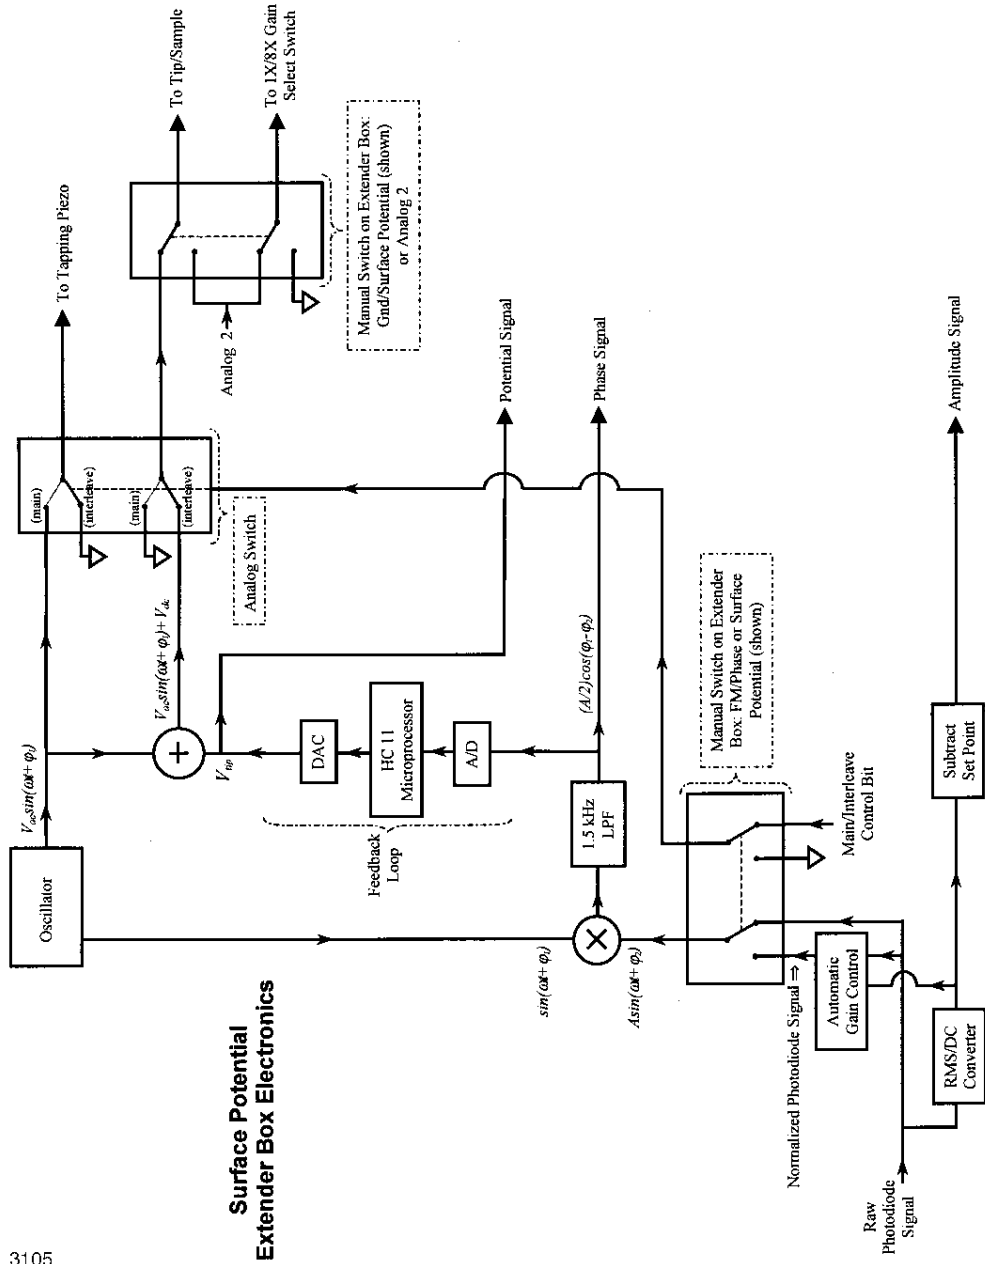 3105
Surface Potential
Extender Box Electronics
Oscillator
V_ac sin(ωt+φ₁)
V_ac sin(ωt+φ₁)+V_dc
(main)
(interleave)
(main)
(interleave)
Analog Switch
To Tapping Piezo
To Tip/Sample
To 1X/8X Gain
Select Switch
Manual Switch on Extender Box:
Gnd/Surface Potential (shown)
or Analog 2
Analog 2
+
V_tip
DAC
HC 11
Microprocessor
A/D
Feedback
Loop
Potential Signal
Phase Signal
sin(ωt+φ₁)
×
Asin(ωt+φ₂)
1.5 kHz
LPF
(A/2)cos(φ₁-φ₂)
Manual Switch on Extender
Box: FM/Phase or Surface
Potential (shown)
Main/Interleave
Control Bit
Normalized Photodiode Signal ⇒
Automatic
Gain Control
Raw
Photodiode
Signal
RMS/DC
Converter
Subtract
Set Point
Amplitude Signal